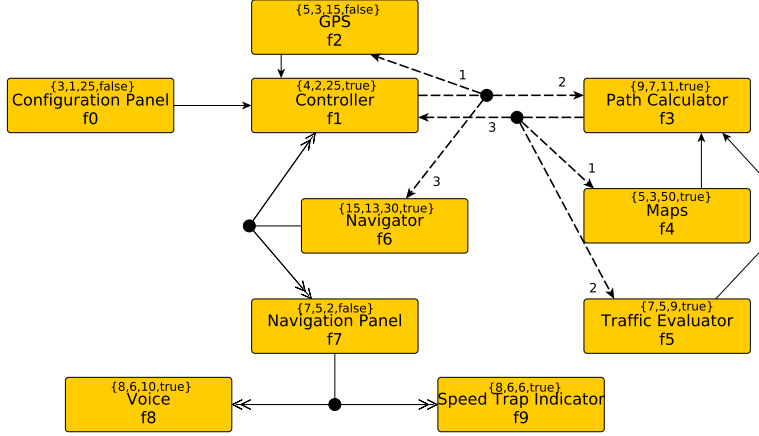 {5,3,15,false}
GPS
f2
{3,1,25,false}
Configuration Panel
f0
{4,2,25,true}
Controller
f1
1
2
3
{9,7,11,true}
Path Calculator
f3
1
3
{15,13,30,true}
Navigator
f6
{5,3,50,true}
Maps
f4
2
{7,5,2,false}
Navigation Panel
f7
{7,5,9,true}
Traffic Evaluator
f5
{8,6,10,true}
Voice
f8
{8,6,6,true}
Speed Trap Indicator
f9